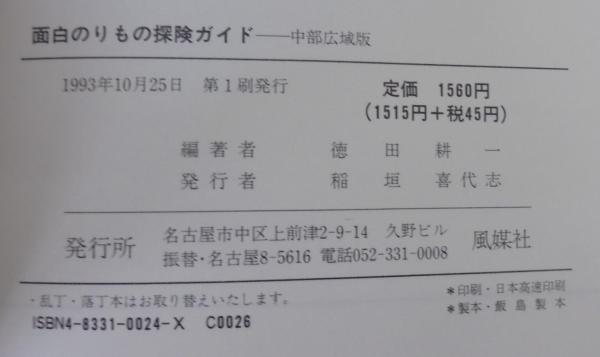 面白のりもの探険ガイド——中部広域版
1993年10月25日 第1刷発行
定価 1560円
(1515円+税45円)
編著者 徳田耕一
発行者 稲垣喜代志
発行所
名古屋市中区上前津2-9-14 久野ビル
振替・名古屋8-5616 電話052-331-0008
風媒社
・乱丁・落丁本はお取り替えいたします。
*印刷・日本高速印刷
*製本・飯島製本
ISBN4-8331-0024-X C0026